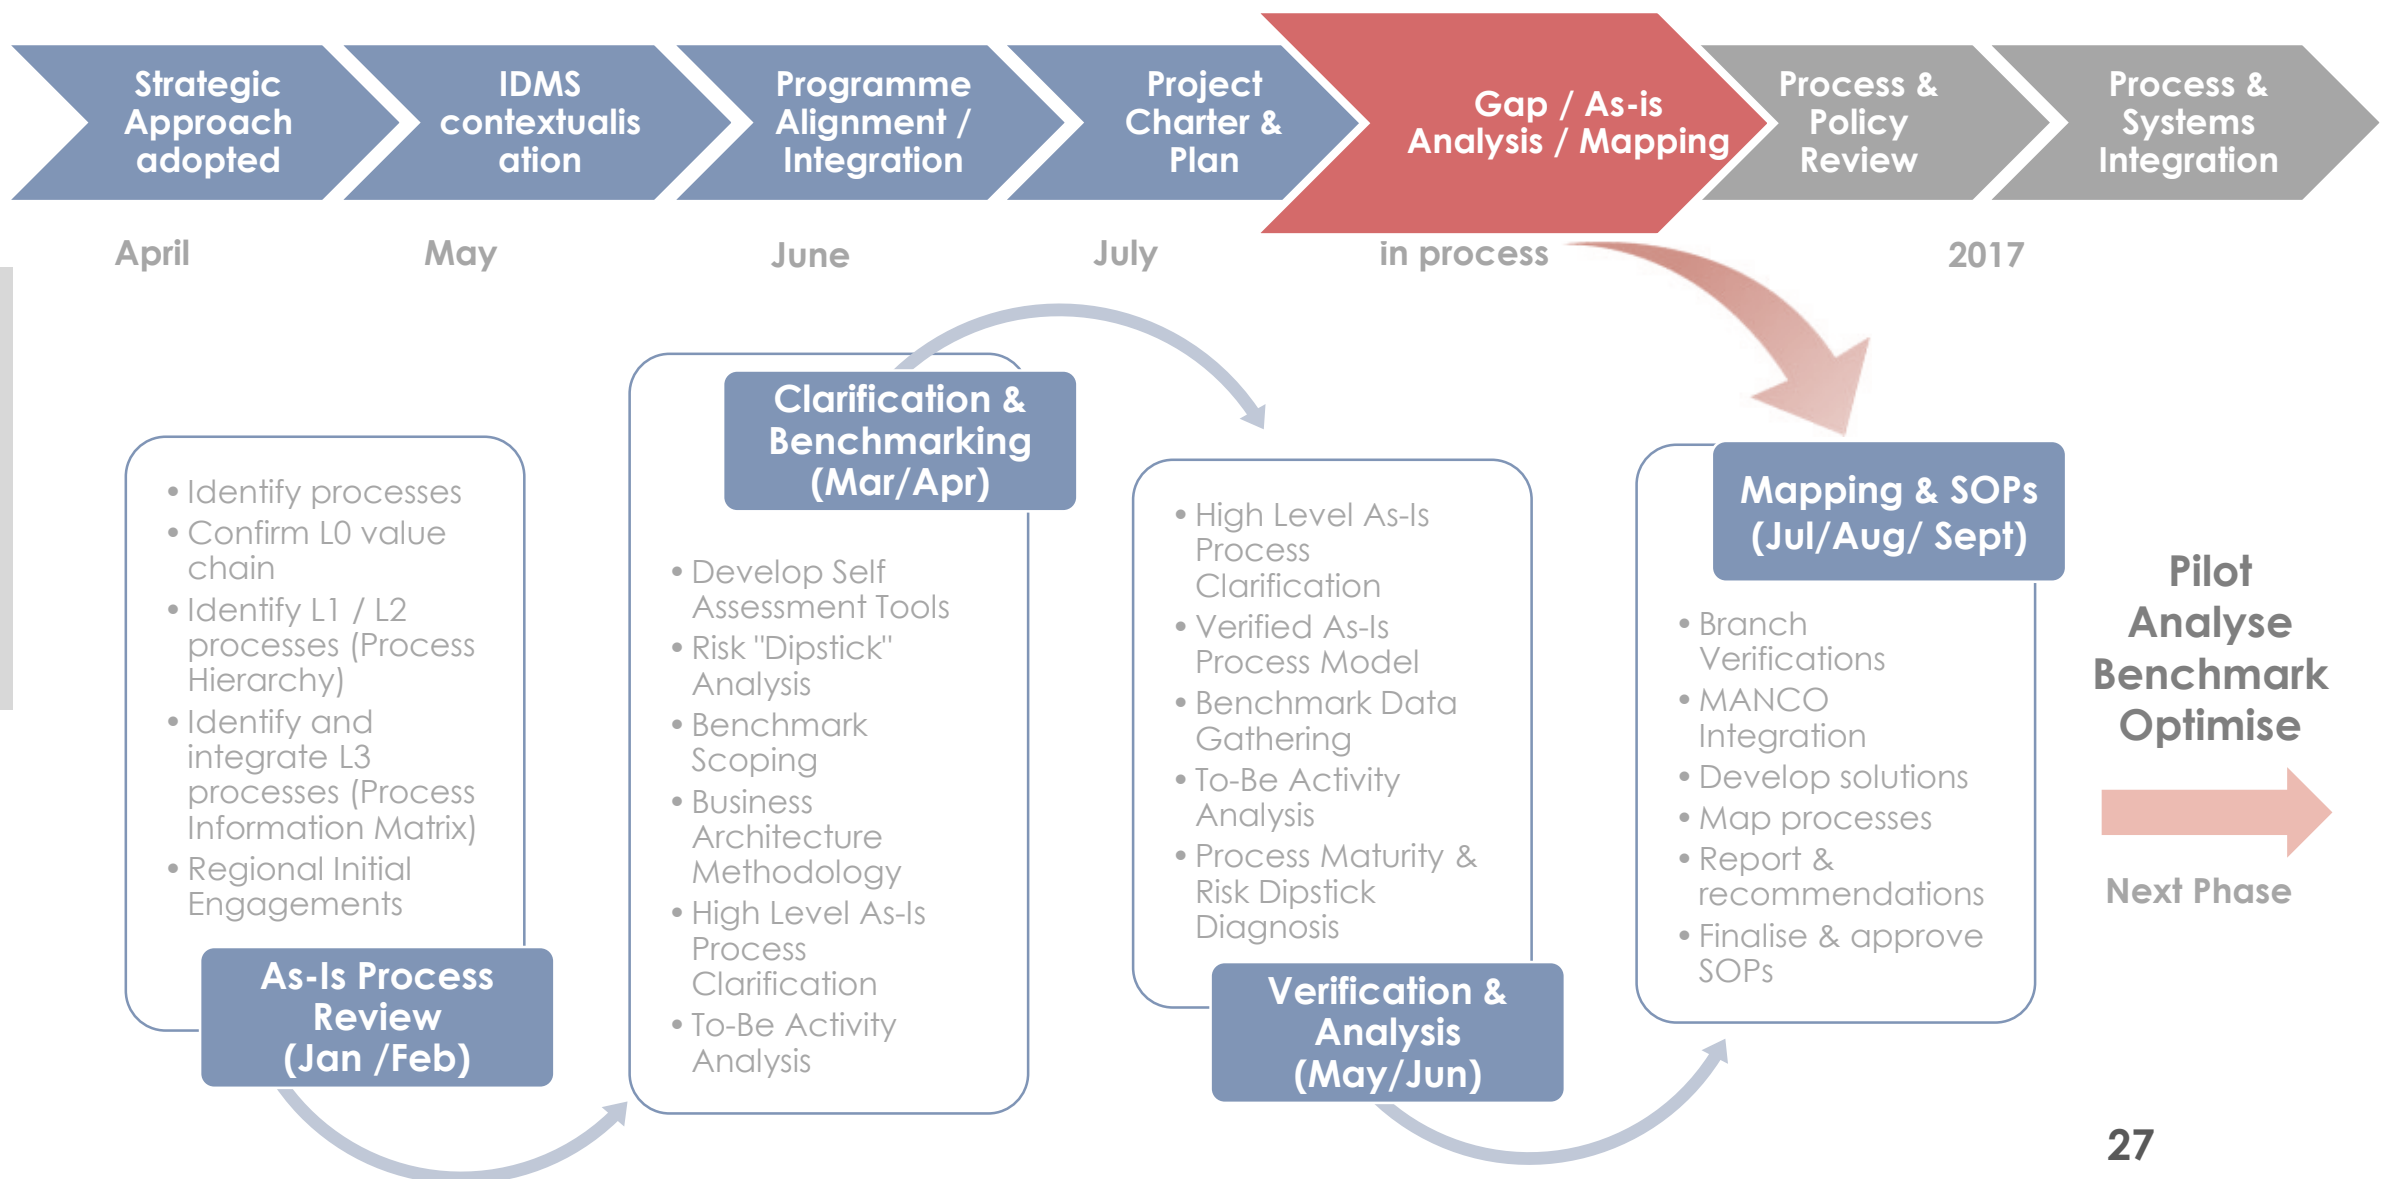 Strategic
Approach
adopted
IDMS
contextualis
ation
Programme
Alignment /
Integration
Project
Charter &
Plan
Gap / As-is
Analysis / Mapping
Process &
Policy
Review
Process &
Systems
Integration
April
May
June
July
in process
2017
• Identify processes
• Confirm L0 value
chain
• Identify L1 / L2
processes (Process
Hierarchy)
• Identify and
integrate L3
processes (Process
Information Matrix)
• Regional Initial
Engagements
As-Is Process
Review
(Jan /Feb)
Clarification &
Benchmarking
(Mar/Apr)
• Develop Self
Assessment Tools
• Risk "Dipstick"
Analysis
• Benchmark
Scoping
• Business
Architecture
Methodology
• High Level As-Is
Process
Clarification
• To-Be Activity
Analysis
• High Level As-Is
Process
Clarification
• Verified As-Is
Process Model
• Benchmark Data
Gathering
• To-Be Activity
Analysis
• Process Maturity &
Risk Dipstick
Diagnosis
Verification &
Analysis
(May/Jun)
Mapping & SOPs
(Jul/Aug/ Sept)
• Branch
Verifications
• MANCO
Integration
• Develop solutions
• Map processes
• Report &
recommendations
• Finalise & approve
SOPs
Pilot
Analyse
Benchmark
Optimise
Next Phase
27